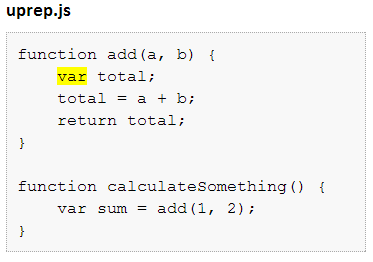 uprep.js
function add(a, b) {
    var total;
    total = a + b;
    return total;
}

function calculateSomething() {
    var sum = add(1, 2);
}